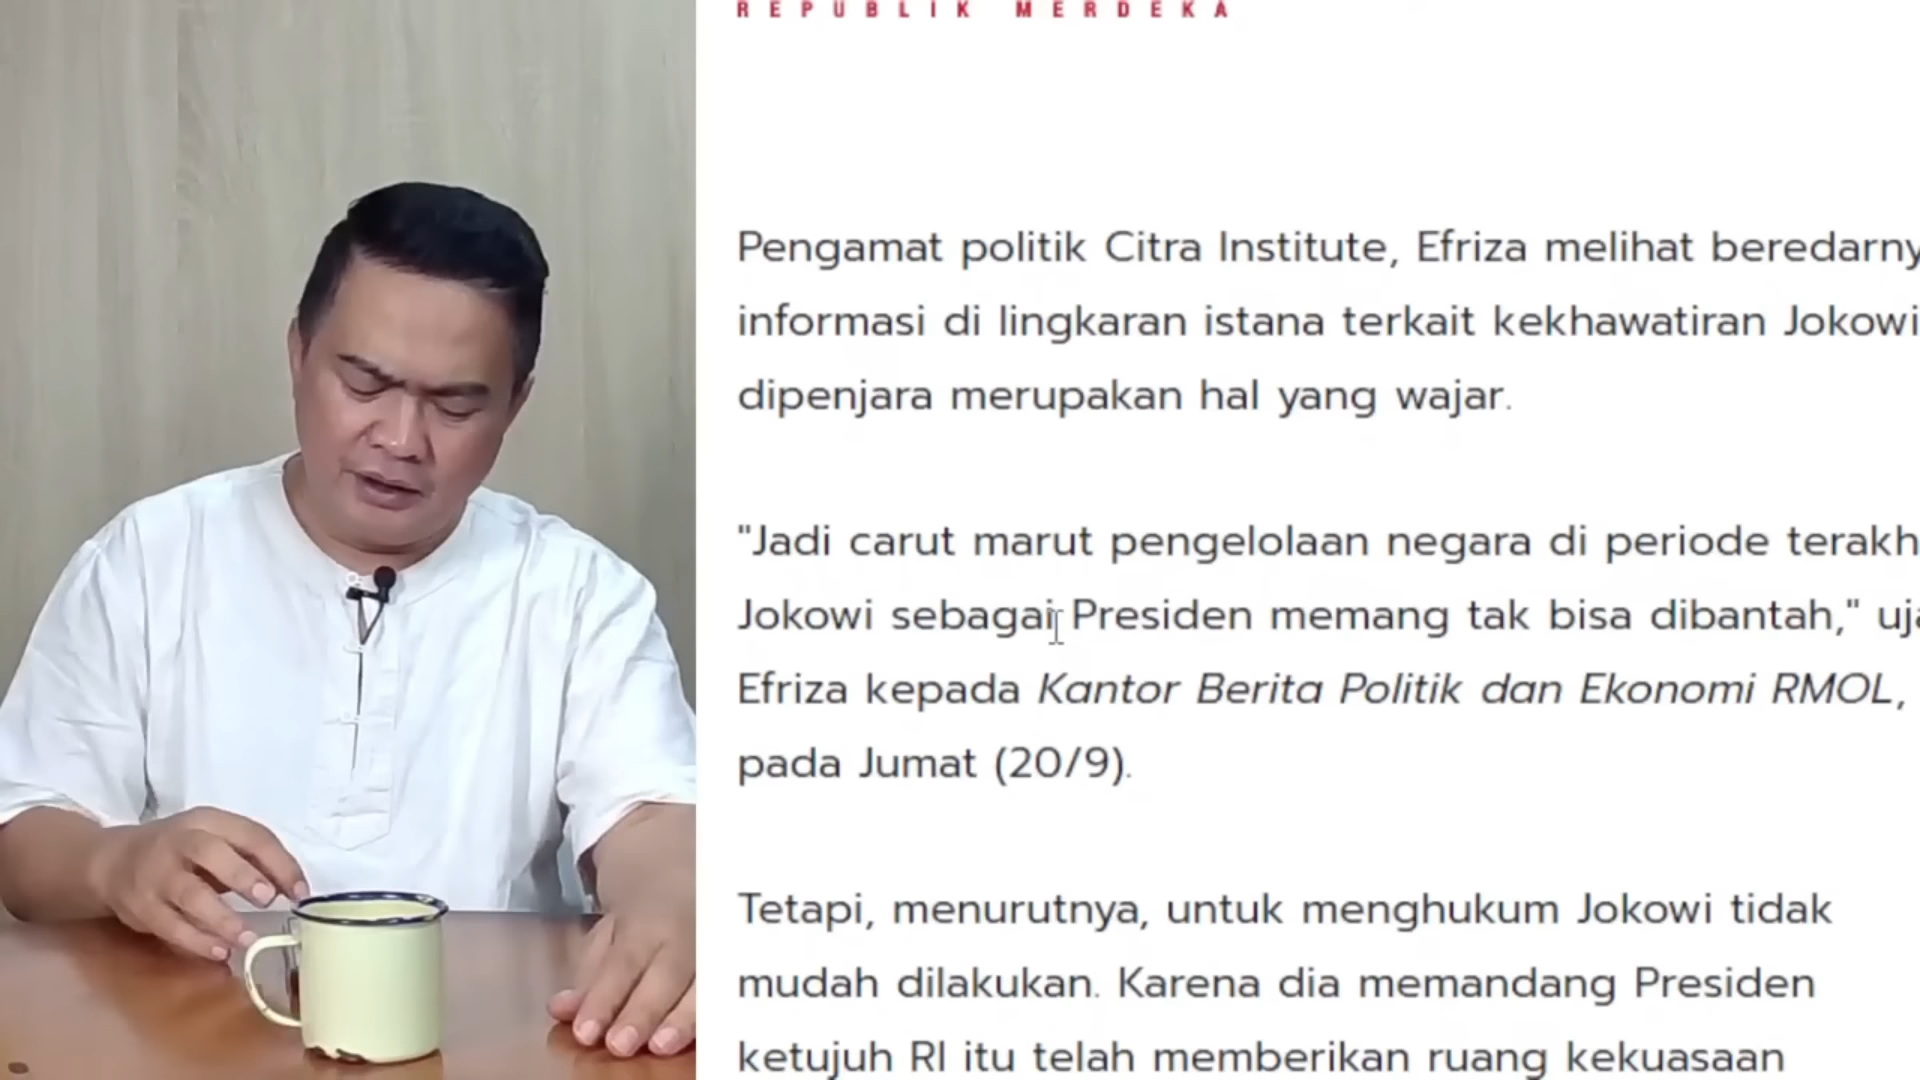 REPUBLIK MERDEKA
Pengamat politik Citra Institute, Efriza melihat
informasi di lingkaran istana terkait kekhawatiran Jokowi
dipenjara merupakan hal yang wajar.
"Jadi carut marut pengelolaan negara di periode
Jokowi sebagai Presiden memang tak bisa dibantah,"
Efriza kepada Kantor Berita Politik dan Ekonomi RMOL,
pada Jumat (20/9).
Tetapi, menurutnya, untuk menghukum Jokowi tidak
mudah dilakukan. Karena dia memandang Presiden
ketujuh RI itu telah memberikan ruang kekuasaan